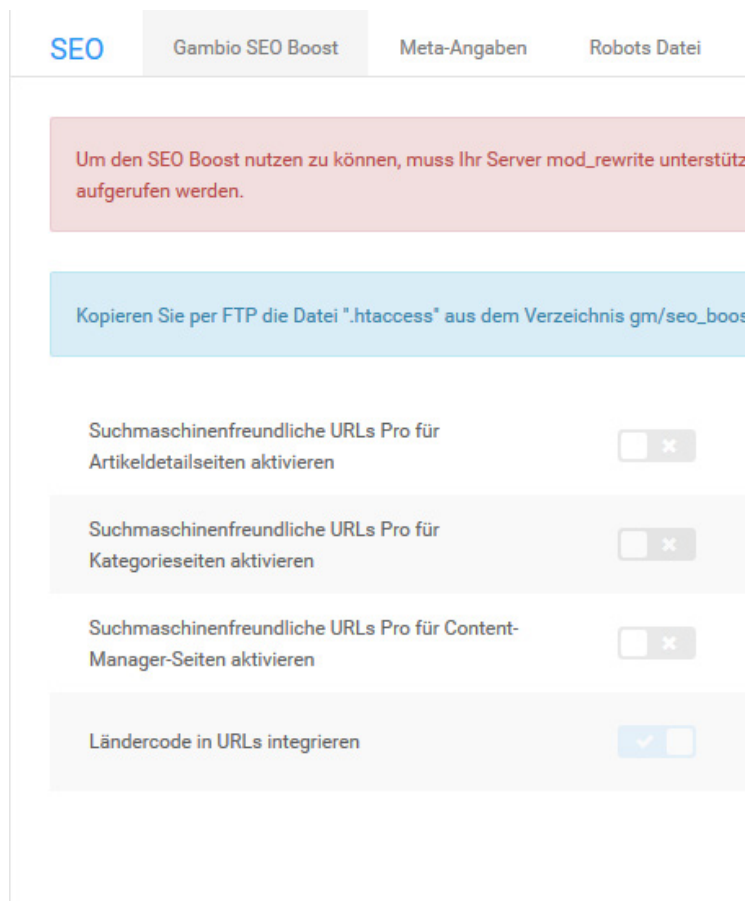 SEO Gambio SEO Boost Meta-Angaben Robots Datei
Um den SEO Boost nutzen zu können, muss Ihr Server mod_rewrite unterstütz
aufgerufen werden.
Kopieren Sie per FTP die Datei ".htaccess" aus dem Verzeichnis gm/seo_boos
Suchmaschinenfreundliche URLs Pro für
Artikeldetailseiten aktivieren
Suchmaschinenfreundliche URLs Pro für
Kategorieseiten aktivieren
Suchmaschinenfreundliche URLs Pro für Content-
Manager-Seiten aktivieren
Ländercode in URLs integrieren